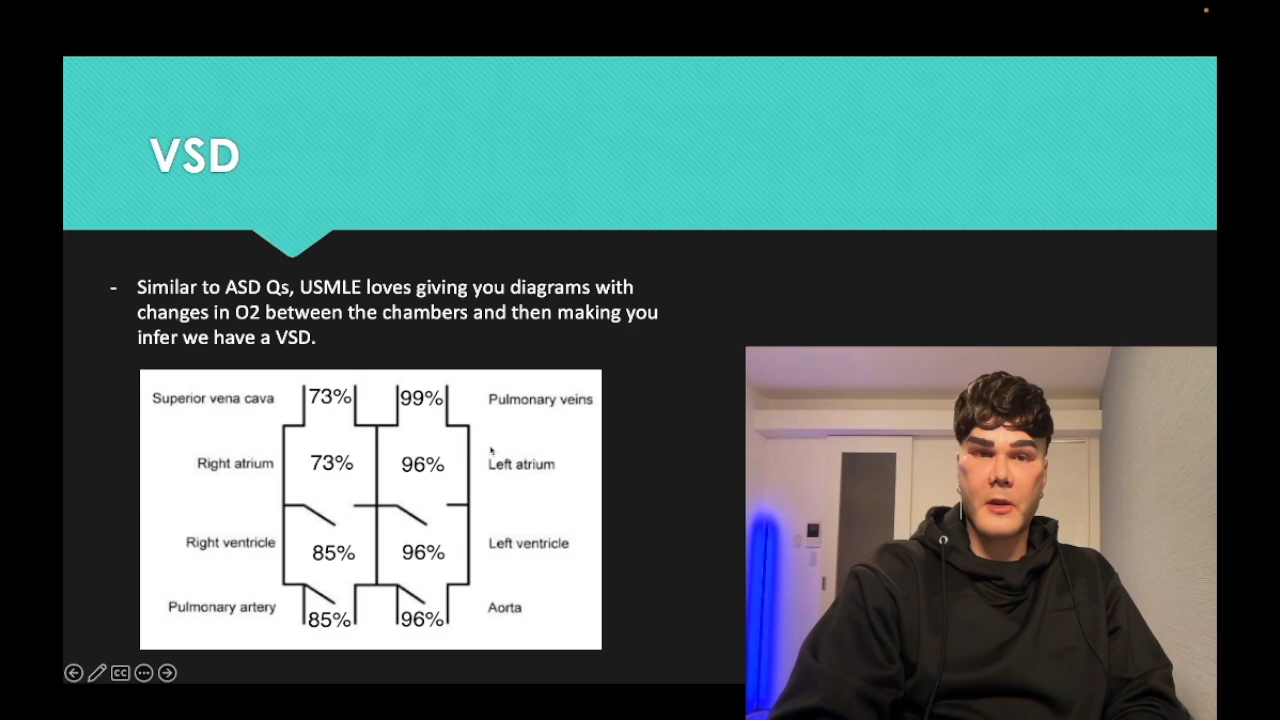 VSD
- Similar to ASD Qs, USMLE loves giving you diagrams with
changes in O2 between the chambers and then making you
infer we have a VSD.
Superior vena cava 73% 99% Pulmonary veins
Right atrium 73% 96% Left atrium
Right ventricle 85% 96% Left ventricle
Pulmonary artery 85% 96% Aorta
CC